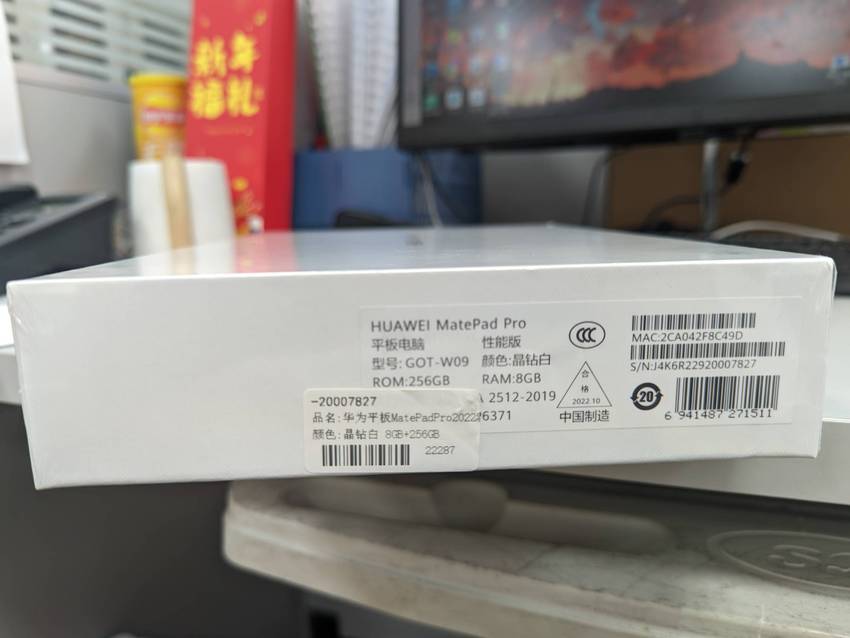 新年
福礼
HUAWEI MatePad Pro
平板电脑 性能版
型号: GOT-W09 颜色:晶钻白
ROM:256GB RAM:8GB
A 2512-2019
6371
CCC
合
格
2022.10
中国制造
MAC:2CA042F8C49D
S/N:J4K6R22920007827
20
6 941487 271511
-20007827
品名:华为平板MatePadPro2022
颜色:晶钻白 8GB+256GB
22287